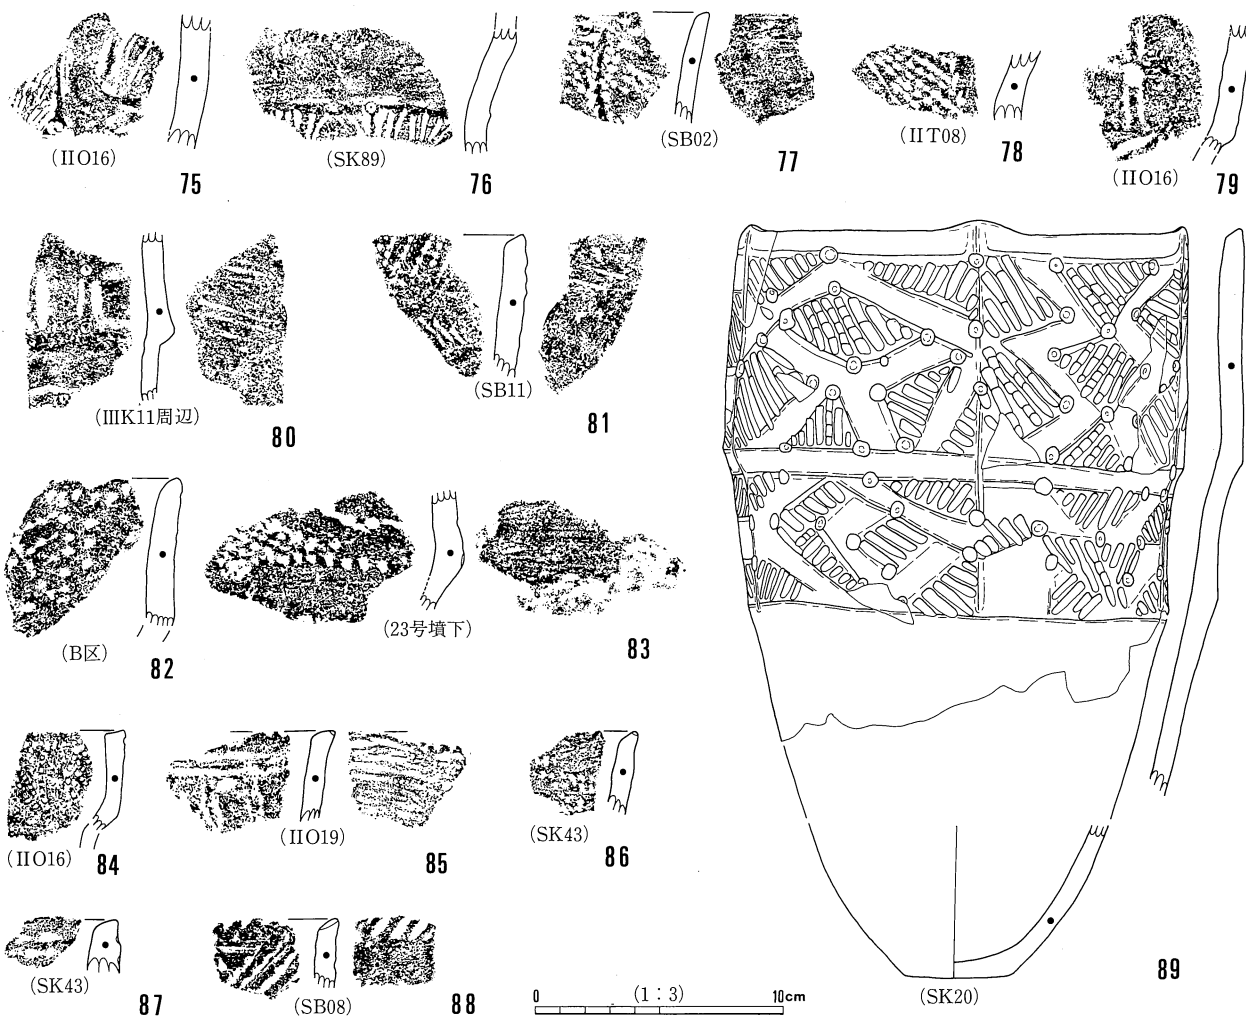 (ⅡO16)
75
(SK89)
76
(SB02)
77
(ⅡT08)
78
(ⅡO16)
79
(ⅢK11周辺)
80
(SB11)
81
(B区)
82
(23号墳下)
83
(ⅡO16)
84
(ⅡO19)
85
(SK43)
86
(SK43)
87
(SB08)
88
(SK20)
89
0 (1:3) 10cm